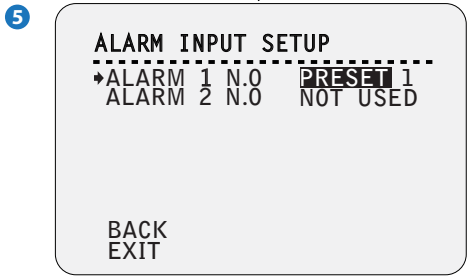 5
ALARM INPUT SETUP
ALARM 1 N.O PRESET 1
ALARM 2 N.O NOT USED
BACK
EXIT